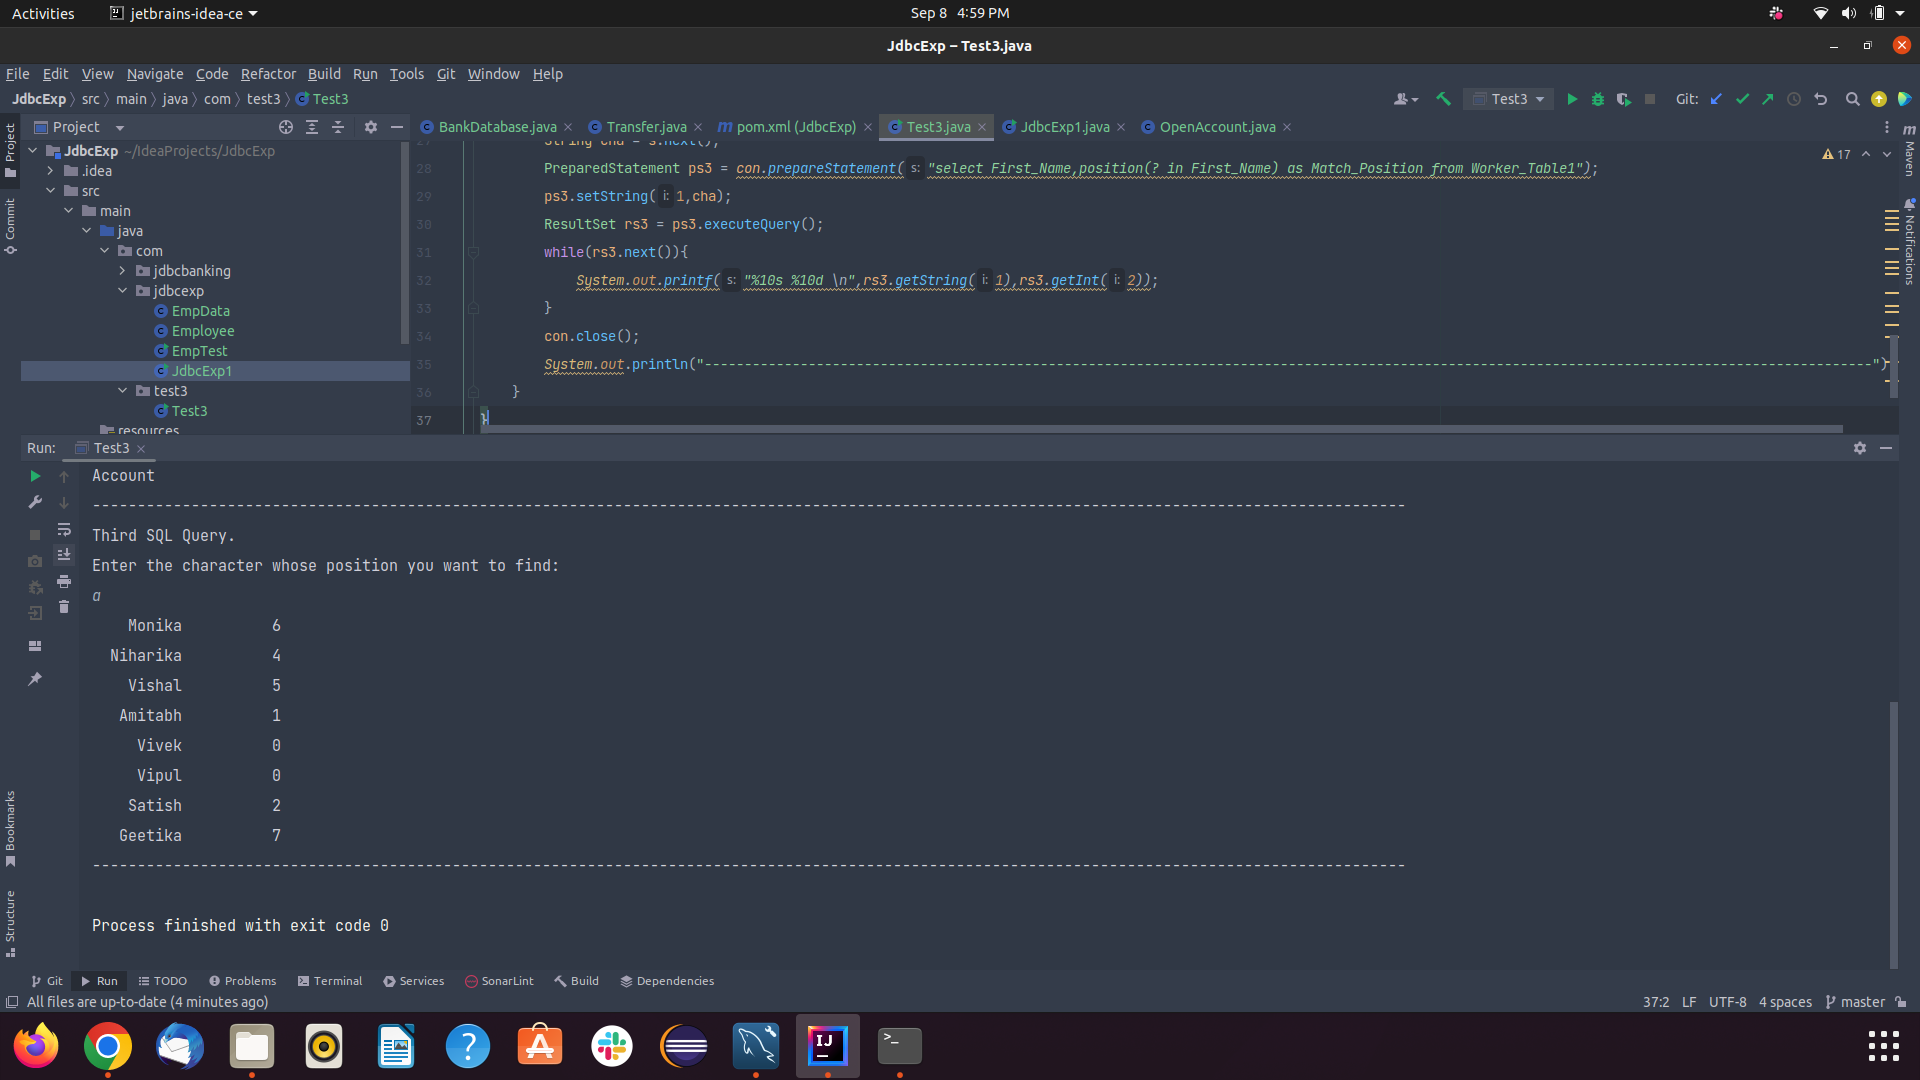 Activities jetbrains-idea-ce Sep 8 4:59 PM
JdbcExp – Test3.java
File Edit View Navigate Code Refactor Build Run Tools Git Window Help
JdbcExp src main java com test3 Test3 Test3 Git:
Project BankDatabase.java Transfer.java pom.xml (JdbcExp) Test3.java JdbcExp1.java OpenAccount.java
Project
Commit
Bookmarks
Structure
Maven
Notifications
JdbcExp ~/IdeaProjects/JdbcExp
.idea
src
main
java
com
jdbcbanking
jdbcexp
EmpData
Employee
EmpTest
JdbcExp1
test3
Test3
resources
17
27 String cha = s.next();
28 PreparedStatement ps3 = con.prepareStatement( s: "select First_Name,position(? in First_Name) as Match_Position from Worker_Table1");
29 ps3.setString( i: 1,cha);
30 ResultSet rs3 = ps3.executeQuery();
31 while(rs3.next()){
32 System.out.printf( s: "%10s %10d \n",rs3.getString( i: 1),rs3.getInt( i: 2));
33 }
34 con.close();
35 System.out.println("--------------------------------------------------------------------------------------------------------------------------------------------------")
36 }
37 }
Run: Test3
Account
--------------------------------------------------------------------------------------------------------------------------------------------------
Third SQL Query.
Enter the character whose position you want to find:
a
Monika 6
Niharika 4
Vishal 5
Amitabh 1
Vivek 0
Vipul 0
Satish 2
Geetika 7
--------------------------------------------------------------------------------------------------------------------------------------------------
Process finished with exit code 0
Git Run TODO Problems Terminal Services SonarLint Build Dependencies
All files are up-to-date (4 minutes ago) 37:2 LF UTF-8 4 spaces master